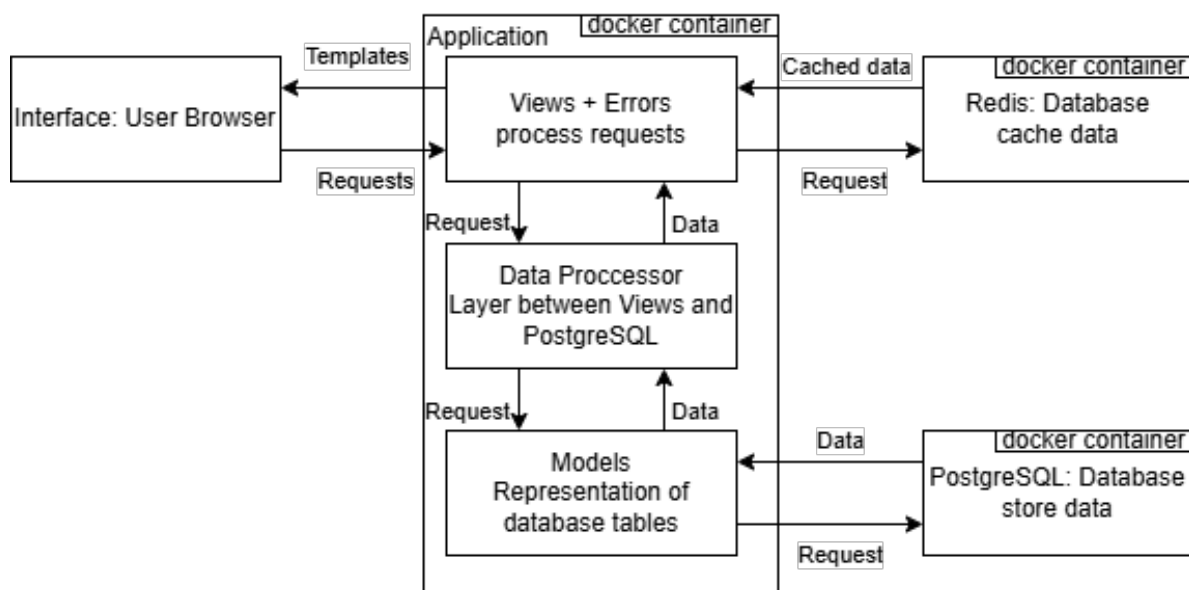 docker container
Application
Templates
Cached data
docker container
Interface: User Browser
Views + Errors
process requests
Redis: Database
cache data
Requests
Request
Request
Data
Data Proccessor
Layer between Views and
PostgreSQL
Request
Data
Data
docker container
Models
Representation of
database tables
PostgreSQL: Database
store data
Request